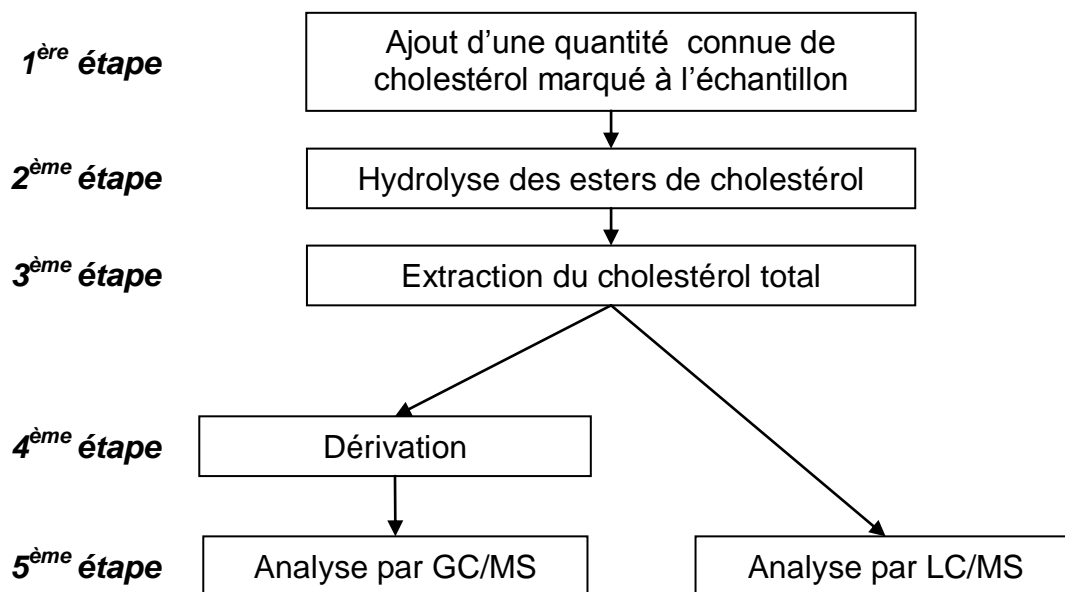 1ère étape
Ajout d’une quantité connue de
cholestérol marqué à l’échantillon
2ème étape
Hydrolyse des esters de cholestérol
3ème étape
Extraction du cholestérol total
4ème étape
Dérivation
5ème étape
Analyse par GC/MS
Analyse par LC/MS